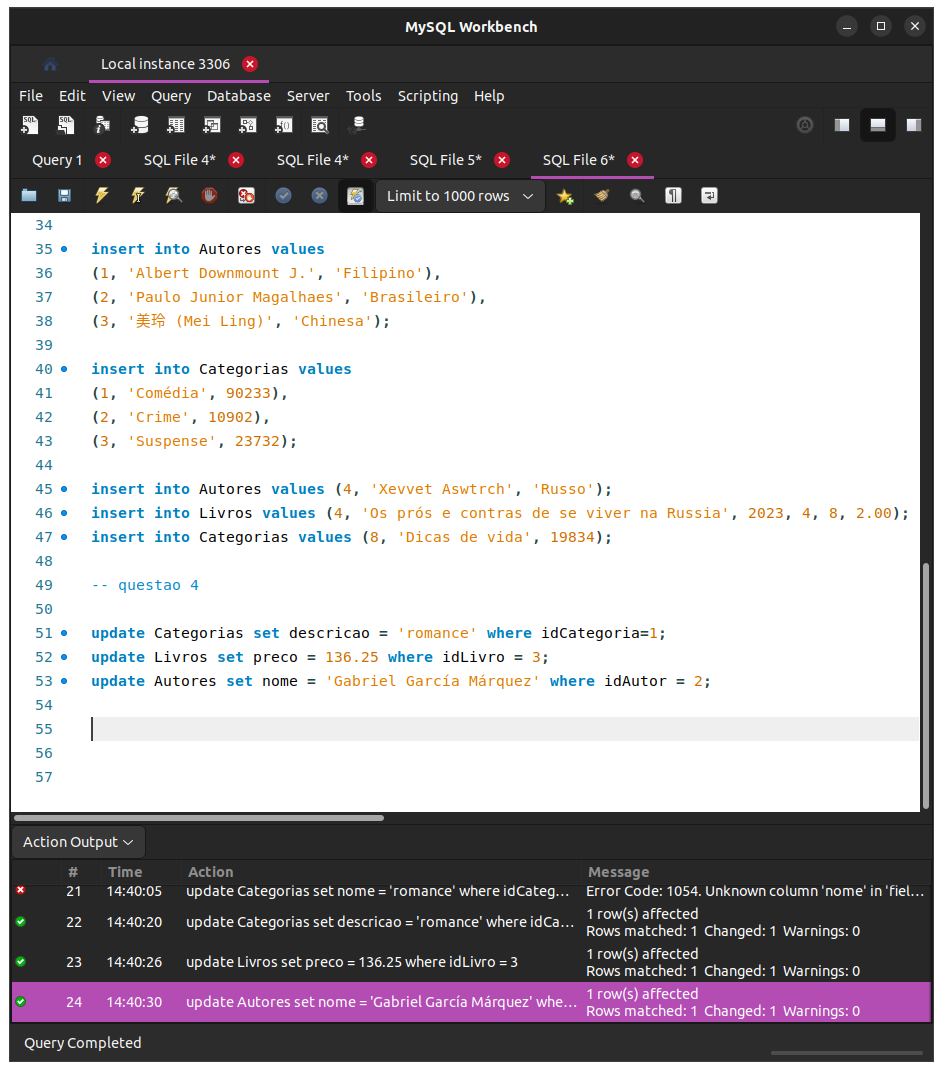 MySQL Workbench
Local instance 3306
File Edit View Query Database Server Tools Scripting Help
Query 1 SQL File 4* SQL File 4* SQL File 5* SQL File 6*
Limit to 1000 rows
34
35 insert into Autores values
36 (1, 'Albert Downmount J.', 'Filipino'),
37 (2, 'Paulo Junior Magalhaes', 'Brasileiro'),
38 (3, '美玲 (Mei Ling)', 'Chinesa');
39
40 insert into Categorias values
41 (1, 'Comédia', 90233),
42 (2, 'Crime', 10902),
43 (3, 'Suspense', 23732);
44
45 insert into Autores values (4, 'Xevvet Aswtrch', 'Russo');
46 insert into Livros values (4, 'Os prós e contras de se viver na Russia', 2023, 4, 8, 2.00);
47 insert into Categorias values (8, 'Dicas de vida', 19834);
48
49 -- questao 4
50
51 update Categorias set descricao = 'romance' where idCategoria=1;
52 update Livros set preco = 136.25 where idLivro = 3;
53 update Autores set nome = 'Gabriel García Márquez' where idAutor = 2;
54
55
56
57
Action Output
# Time Action Message
21 14:40:05 update Categorias set nome = 'romance' where idCateg... Error Code: 1054. Unknown column 'nome' in 'fiel...
22 14:40:20 update Categorias set descricao = 'romance' where idCa... 1 row(s) affected
Rows matched: 1 Changed: 1 Warnings: 0
23 14:40:26 update Livros set preco = 136.25 where idLivro = 3 1 row(s) affected
Rows matched: 1 Changed: 1 Warnings: 0
24 14:40:30 update Autores set nome = 'Gabriel García Márquez' whe... 1 row(s) affected
Rows matched: 1 Changed: 1 Warnings: 0
Query Completed